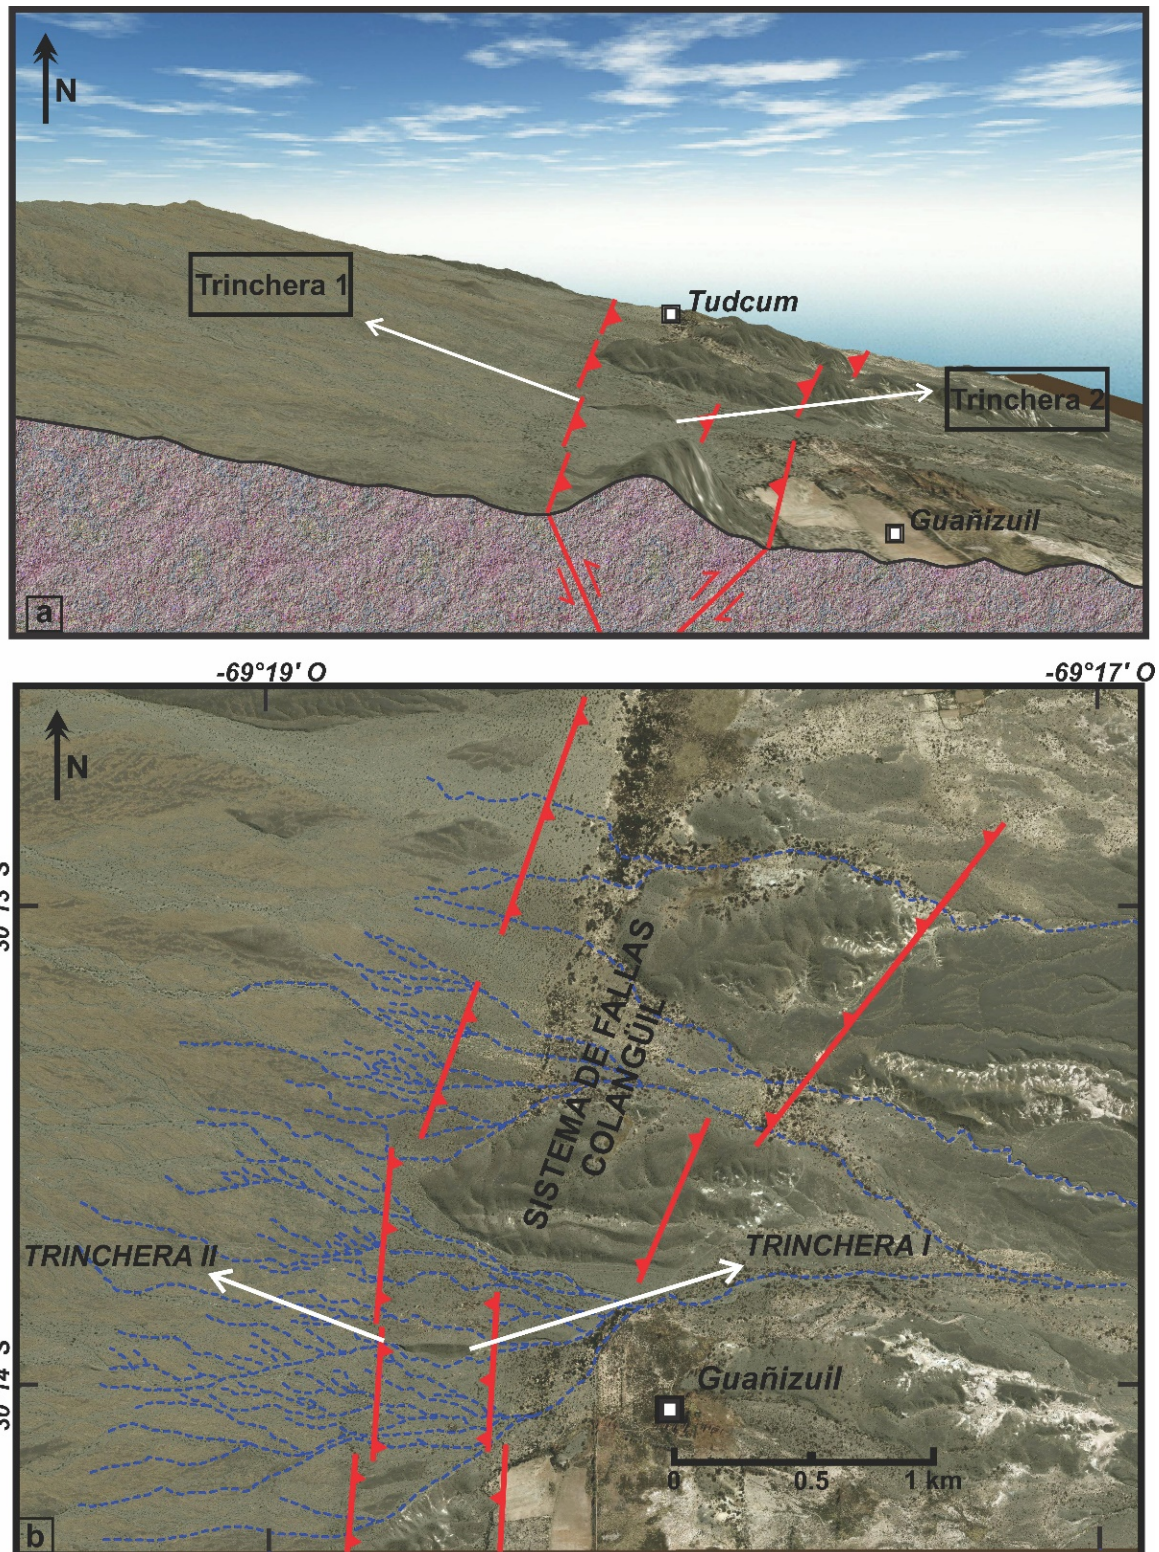 N
Trinchera 1
Tudcum
Trinchera 2
Guañizuil
a
-69°19' O
-69°17' O
N
SISTEMA DE FALLAS
COLANGÜIL
TRINCHERA II
TRINCHERA I
Guañizuil
0
0.5
1 km
b